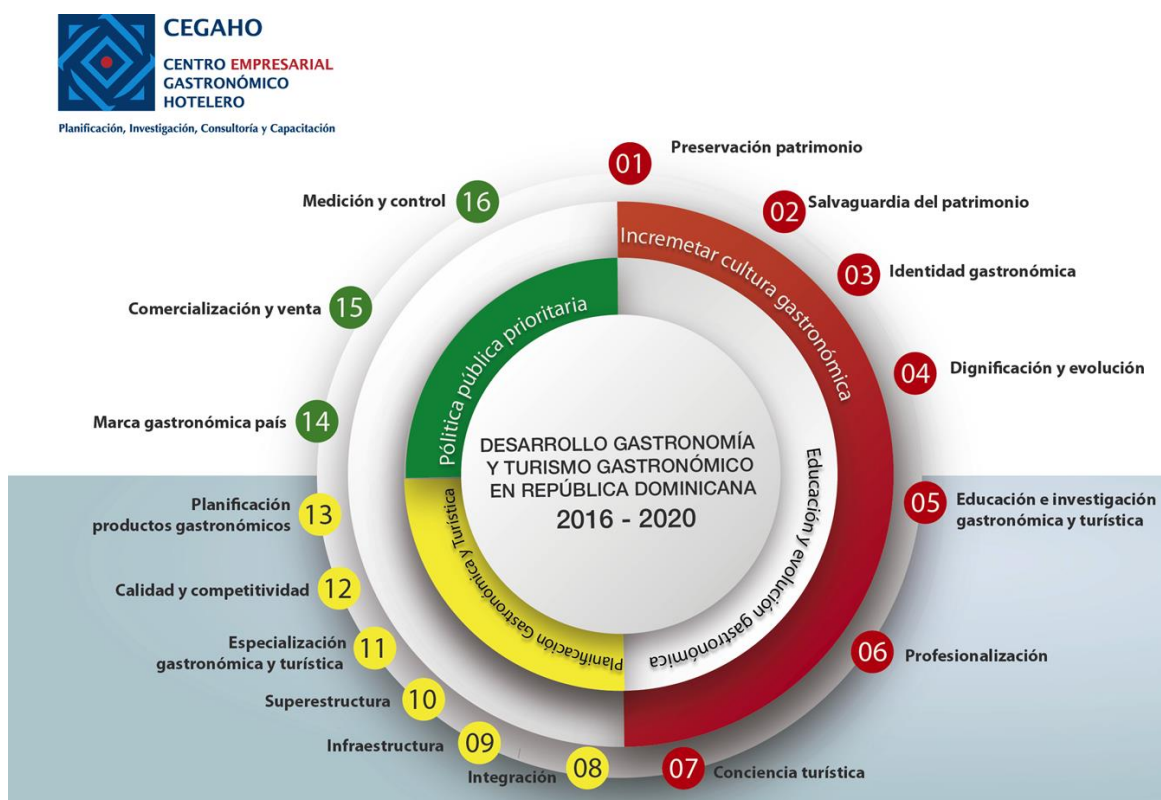 CEGAHO
CENTRO EMPRESARIAL
GASTRONÓMICO
HOTELERO
Planificación, Investigación, Consultoría y Capacitación
01 Preservación patrimonio
02 Salvaguardia del patrimonio
03 Identidad gastronómica
04 Dignificación y evolución
05 Educación e investigación
gastronómica y turística
06 Profesionalización
07 Conciencia turística
08 Integración
09 Infraestructura
10 Superestructura
11 Especialización
gastronómica y turística
12 Calidad y competitividad
13 Planificación
productos gastronómicos
14 Marca gastronómica país
15 Comercialización y venta
16 Medición y control
Incremetar cultura gastronómica
Educación y evolución gastronómica
Planificación Gastronómica y Turística
Pólitica pública prioritaria
DESARROLLO GASTRONOMÍA
Y TURISMO GASTRONÓMICO
EN REPÚBLICA DOMINICANA
2016 - 2020